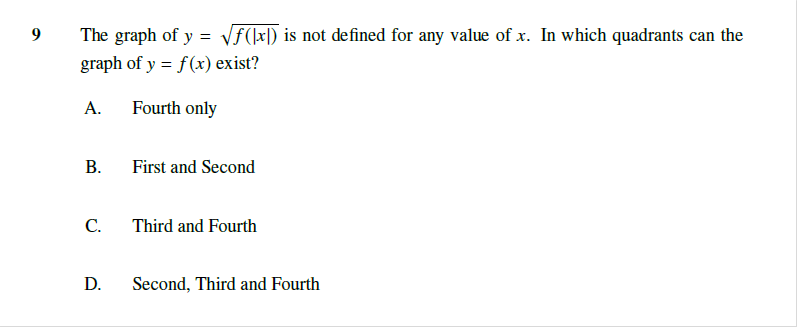 9 The graph of y = √f(|x|) is not defined for any value of x. In which quadrants can the
graph of y = f(x) exist?
A. Fourth only
B. First and Second
C. Third and Fourth
D. Second, Third and Fourth